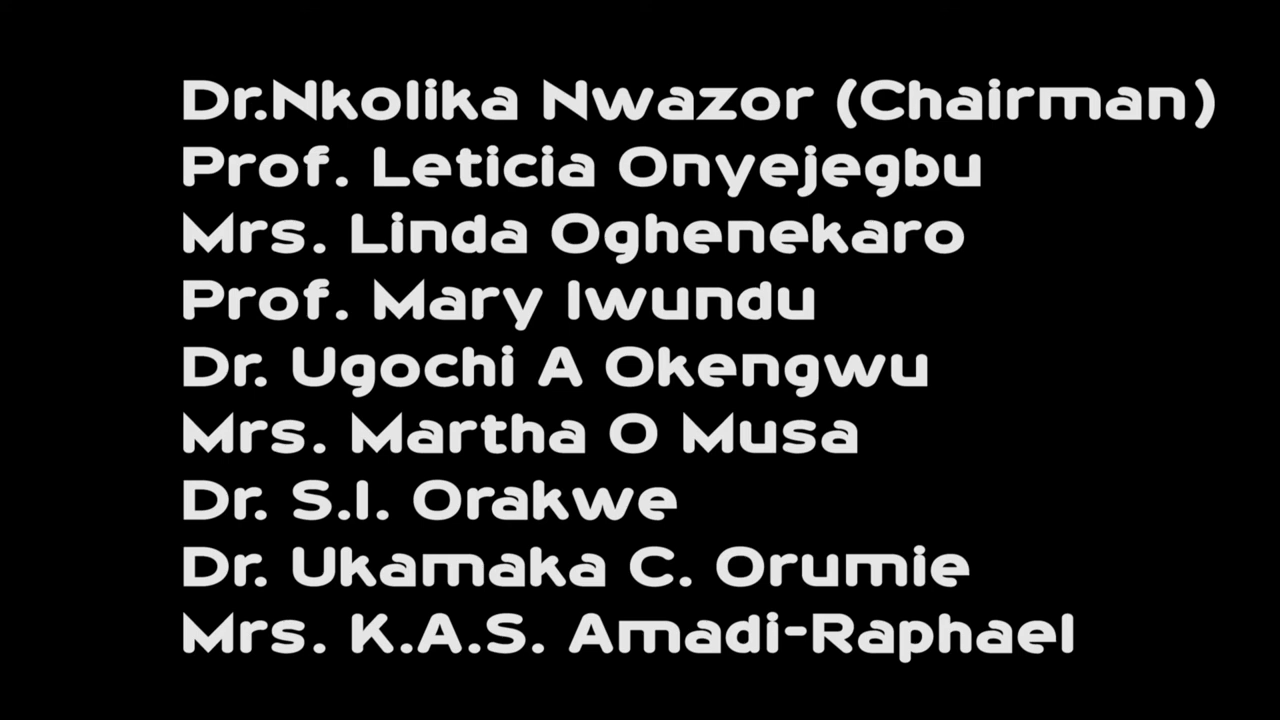 Dr.Nkolika Nwazor (Chairman)
Prof. Leticia Onyejegbu
Mrs. Linda Oghenekaro
Prof. Mary Iwundu
Dr. Ugochi A Okengwu
Mrs. Martha O Musa
Dr. S.I. Orakwe
Dr. Ukamaka C. Orumie
Mrs. K.A.S. Amadi-Raphael